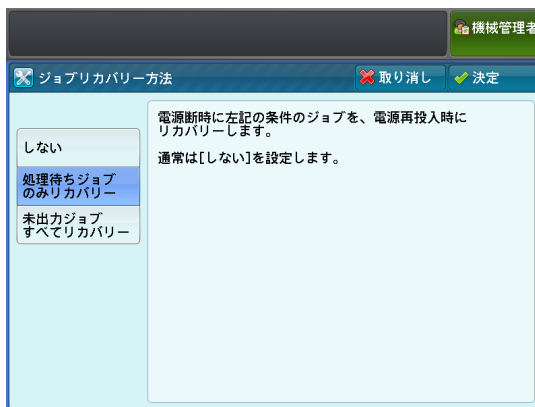 機械管理者
ジョブリカバリー方法
取り消し
決定
しない
処理待ちジョブ
のみリカバリー
未出力ジョブ
すべてリカバリー
電源断時に左記の条件のジョブを、電源再投入時に
リカバリーします。
通常は[しない]を設定します。